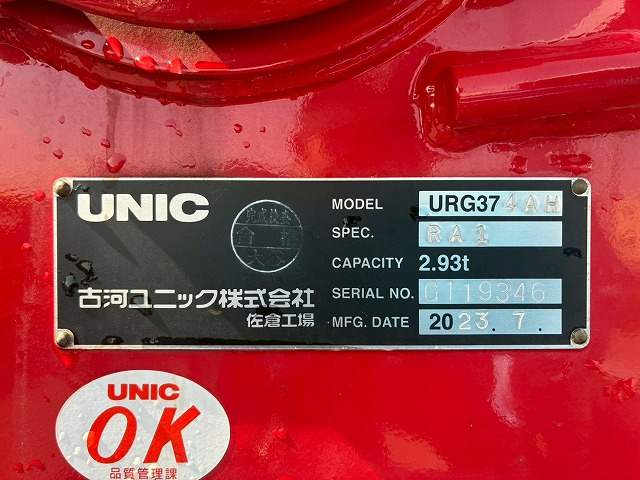 UNIC
MODEL URG374AH
SPEC. RA1
CAPACITY 2.93t
SERIAL NO. G119346
MFG. DATE 2023.7.
古河ユニック株式会社
佐倉工場
UNIC
OK
品質管理課